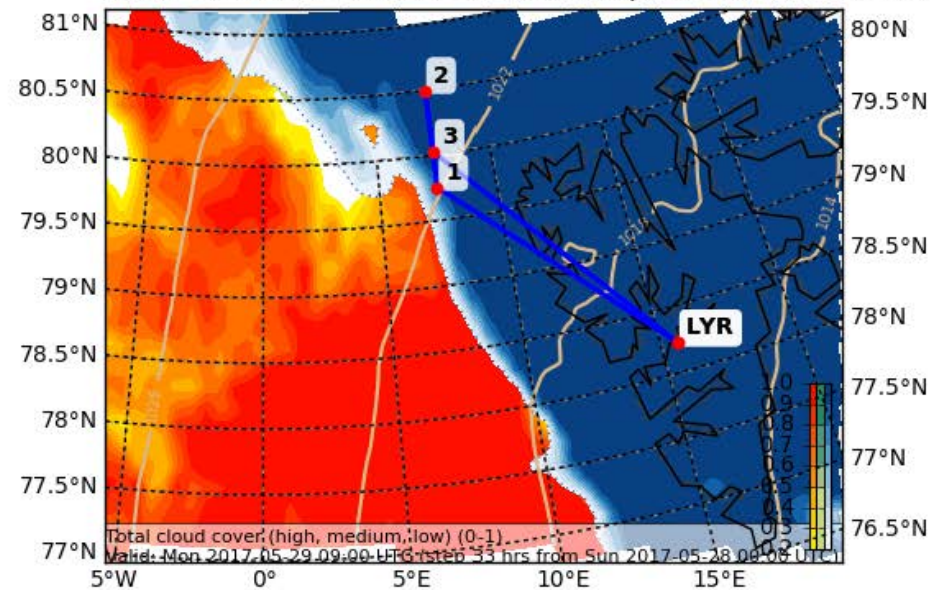 81°N
80.5°N
80°N
79.5°N
79°N
78.5°N
78°N
77.5°N
77°N
80°N
79.5°N
79°N
78.5°N
78°N
77.5°N
77°N
76.5°N
2
3
1
LYR
1022
1014
Total cloud cover (high, medium, low) (0-1)
Valid: Mon 2017-05-29 09:00 UTC (step 33 hrs from Sun 2017-05-28 00:00 UTC)
5°W
0°
5°E
10°E
15°E